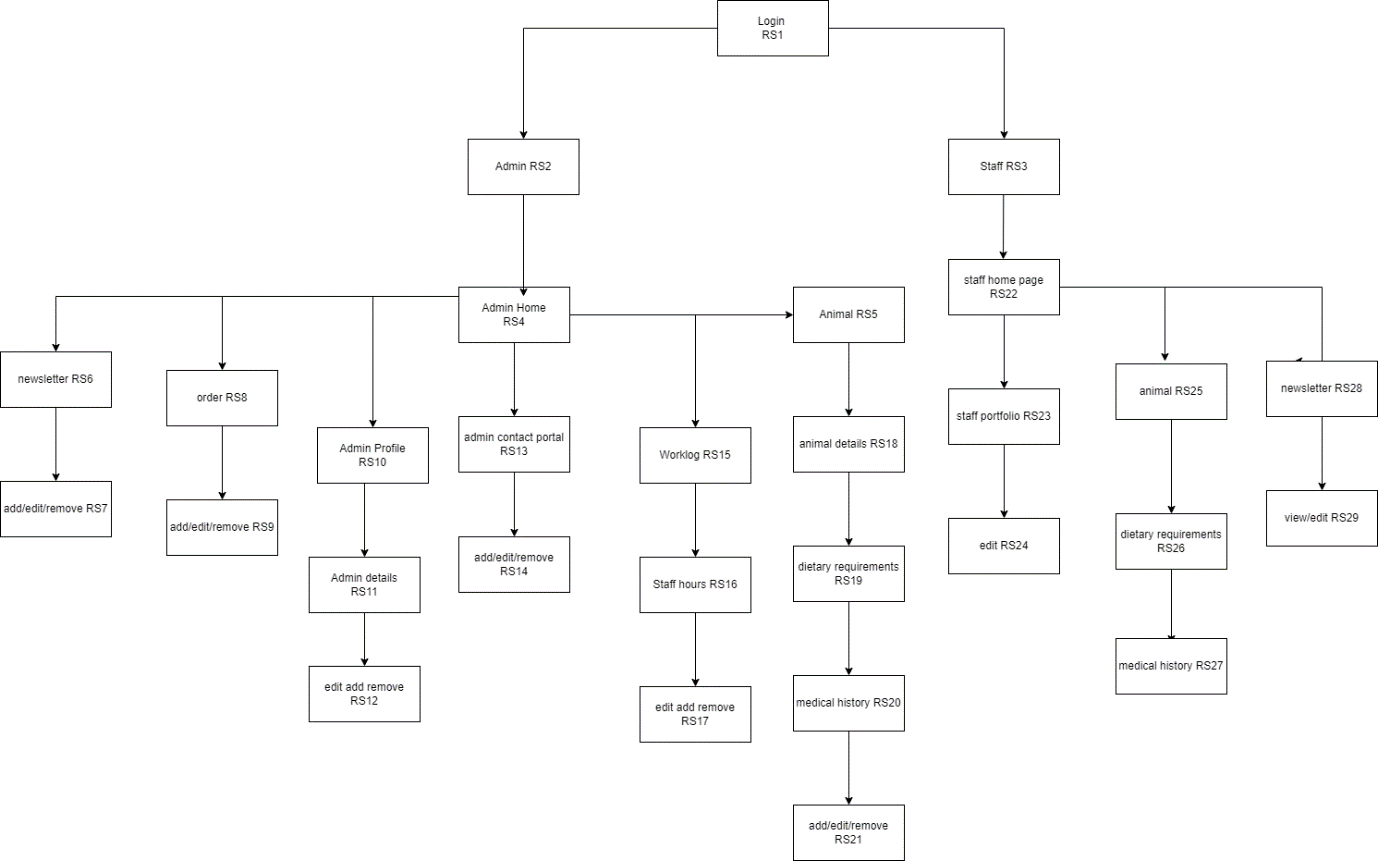 Login
RS1
Admin RS2
Staff RS3
staff home page
RS22
Admin Home
RS4
Animal RS5
newsletter RS6
order RS8
animal RS25
newsletter RS28
staff portfolio RS23
Admin Profile
RS10
admin contact portal
RS13
Worklog RS15
animal details RS18
add/edit/remove RS7
add/edit/remove RS9
view/edit RS29
edit RS24
dietary requirements
RS26
Admin details
RS11
add/edit/remove
RS14
Staff hours RS16
dietary requirements
RS19
medical history RS27
edit add remove
RS12
edit add remove
RS17
medical history RS20
add/edit/remove
RS21